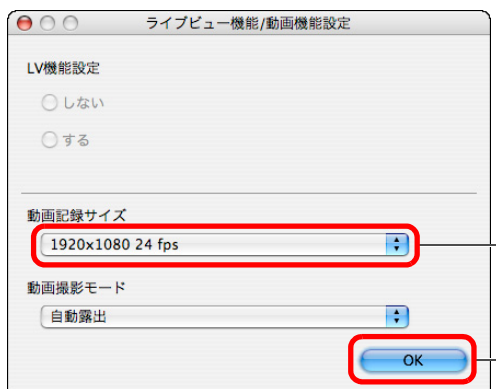 ライブビュー機能/動画機能設定
LV機能設定
しない
する
動画記録サイズ
1920x1080 24 fps
動画撮影モード
自動露出
OK